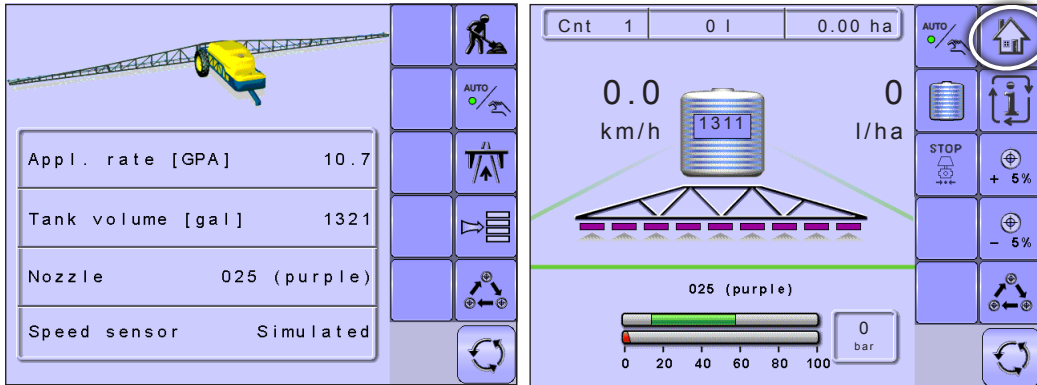 AUTO
Appl. rate [GPA] 10.7
Tank volume [gal] 1321
Nozzle 025 (purple)
Speed sensor Simulated
Cnt 1 0 l 0.00 ha
AUTO
0.0 0
km/h l/ha
1311
STOP
+ 5%
- 5%
025 (purple)
0 20 40 60 80 100
0
bar
i